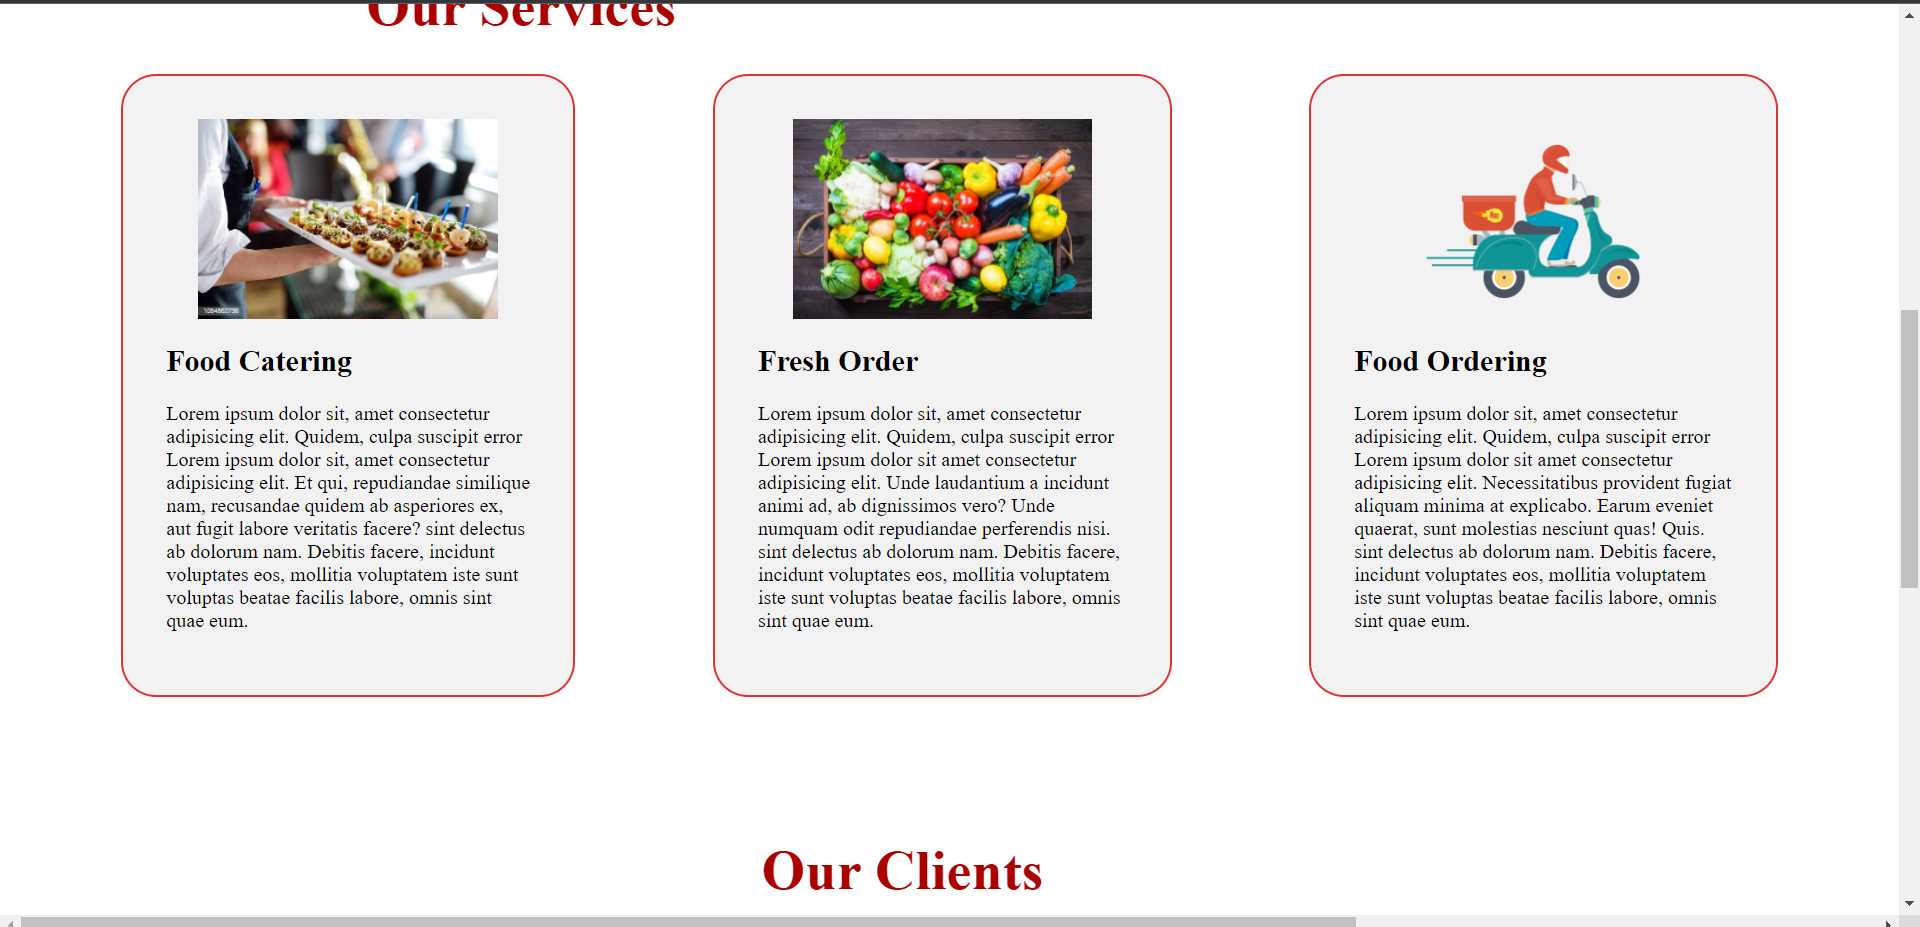 Our Services
1084862736
Food Catering
Lorem ipsum dolor sit, amet consectetur
adipisicing elit. Quidem, culpa suscipit error
Lorem ipsum dolor sit, amet consectetur
adipisicing elit. Et qui, repudiandae similique
nam, recusandae quidem ab asperiores ex,
aut fugit labore veritatis facere? sint delectus
ab dolorum nam. Debitis facere, incidunt
voluptates eos, mollitia voluptatem iste sunt
voluptas beatae facilis labore, omnis sint
quae eum.
Fresh Order
Lorem ipsum dolor sit, amet consectetur
adipisicing elit. Quidem, culpa suscipit error
Lorem ipsum dolor sit amet consectetur
adipisicing elit. Unde laudantium a incidunt
animi ad, ab dignissimos vero? Unde
numquam odit repudiandae perferendis nisi.
sint delectus ab dolorum nam. Debitis facere,
incidunt voluptates eos, mollitia voluptatem
iste sunt voluptas beatae facilis labore, omnis
sint quae eum.
Food Ordering
Lorem ipsum dolor sit, amet consectetur
adipisicing elit. Quidem, culpa suscipit error
Lorem ipsum dolor sit amet consectetur
adipisicing elit. Necessitatibus provident fugiat
aliquam minima at explicabo. Earum eveniet
quaerat, sunt molestias nesciunt quas! Quis.
sint delectus ab dolorum nam. Debitis facere,
incidunt voluptates eos, mollitia voluptatem
iste sunt voluptas beatae facilis labore, omnis
sint quae eum.
Our Clients